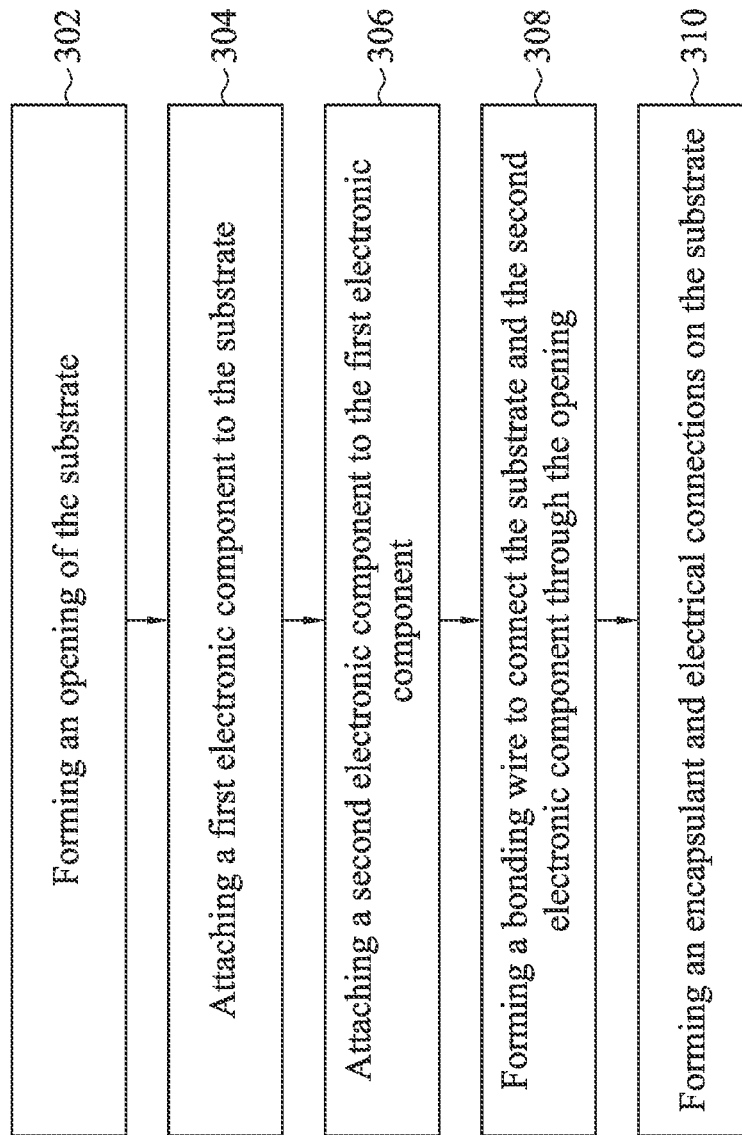 Forming an opening of the substrate
302
Attaching a first electronic component to the substrate
304
Attaching a second electronic component to the first electronic
component
306
Forming a bonding wire to connect the substrate and the second
electronic component through the opening
308
Forming an encapsulant and electrical connections on the substrate
310